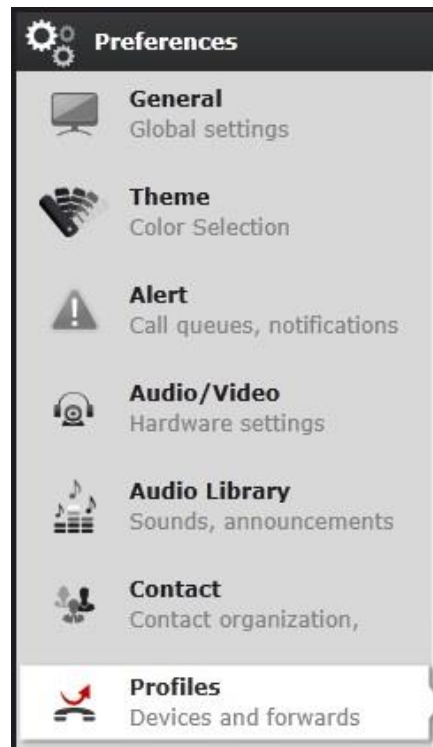 Preferences
General
Global settings
Theme
Color Selection
Alert
Call queues, notifications
Audio/Video
Hardware settings
Audio Library
Sounds, announcements
Contact
Contact organization,
Profiles
Devices and forwards